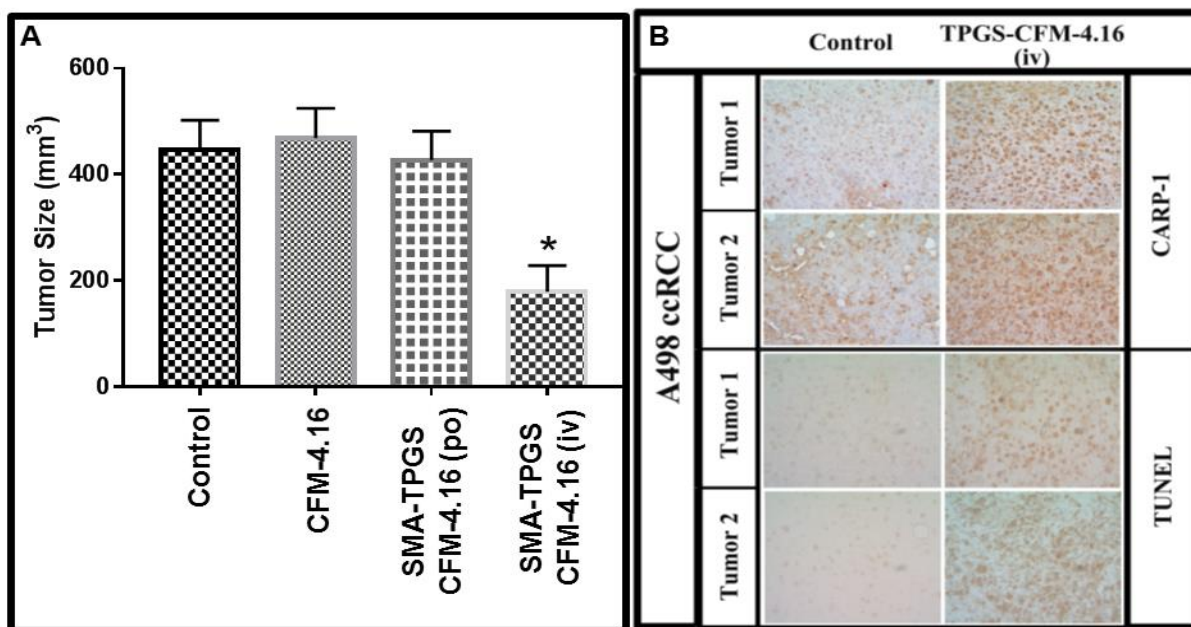 A
Tumor Size (mm³)
600
400
200
0
*
Control
CFM-4.16
SMA-TPGS
CFM-4.16 (po)
SMA-TPGS
CFM-4.16 (iv)
B
Control
TPGS-CFM-4.16
(iv)
A498 ccRCC
Tumor 1
Tumor 2
Tumor 1
Tumor 2
CARP-1
TUNEL